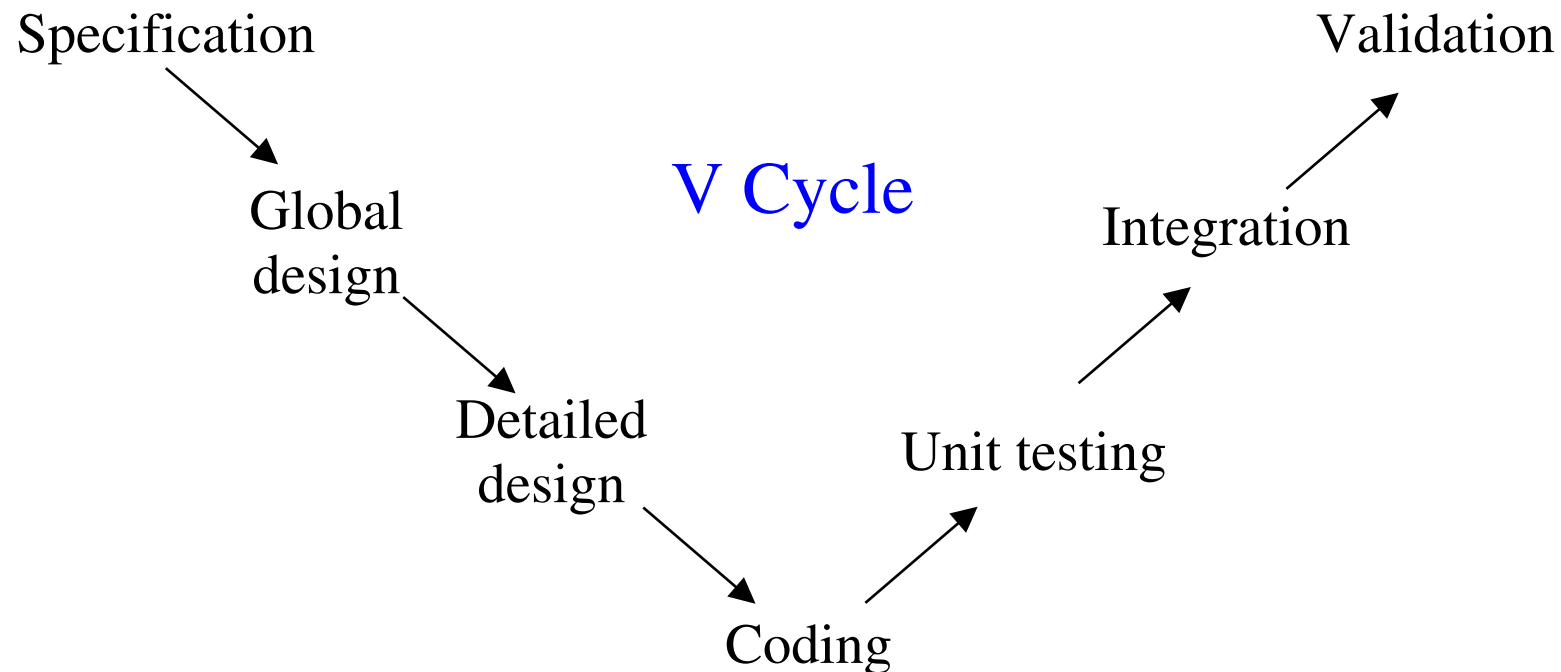 Specification
Validation
V Cycle
Global
design
Integration
Detailed
design
Unit testing
Coding